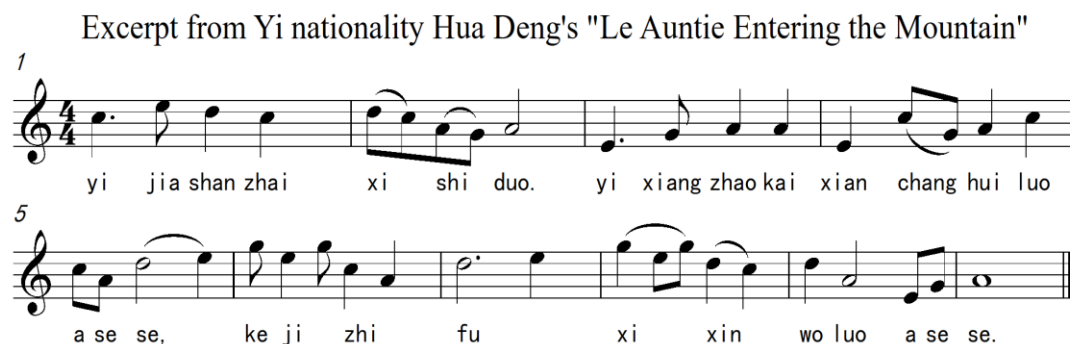 Excerpt from Yi nationality Hua Deng's "Le Auntie Entering the Mountain"
1
4
4
yi jia shan zhai xi shi duo. yi xiang zhao kai xian chang hui luo
5
a se se, ke ji zhi fu xi xin wo luo a se se.